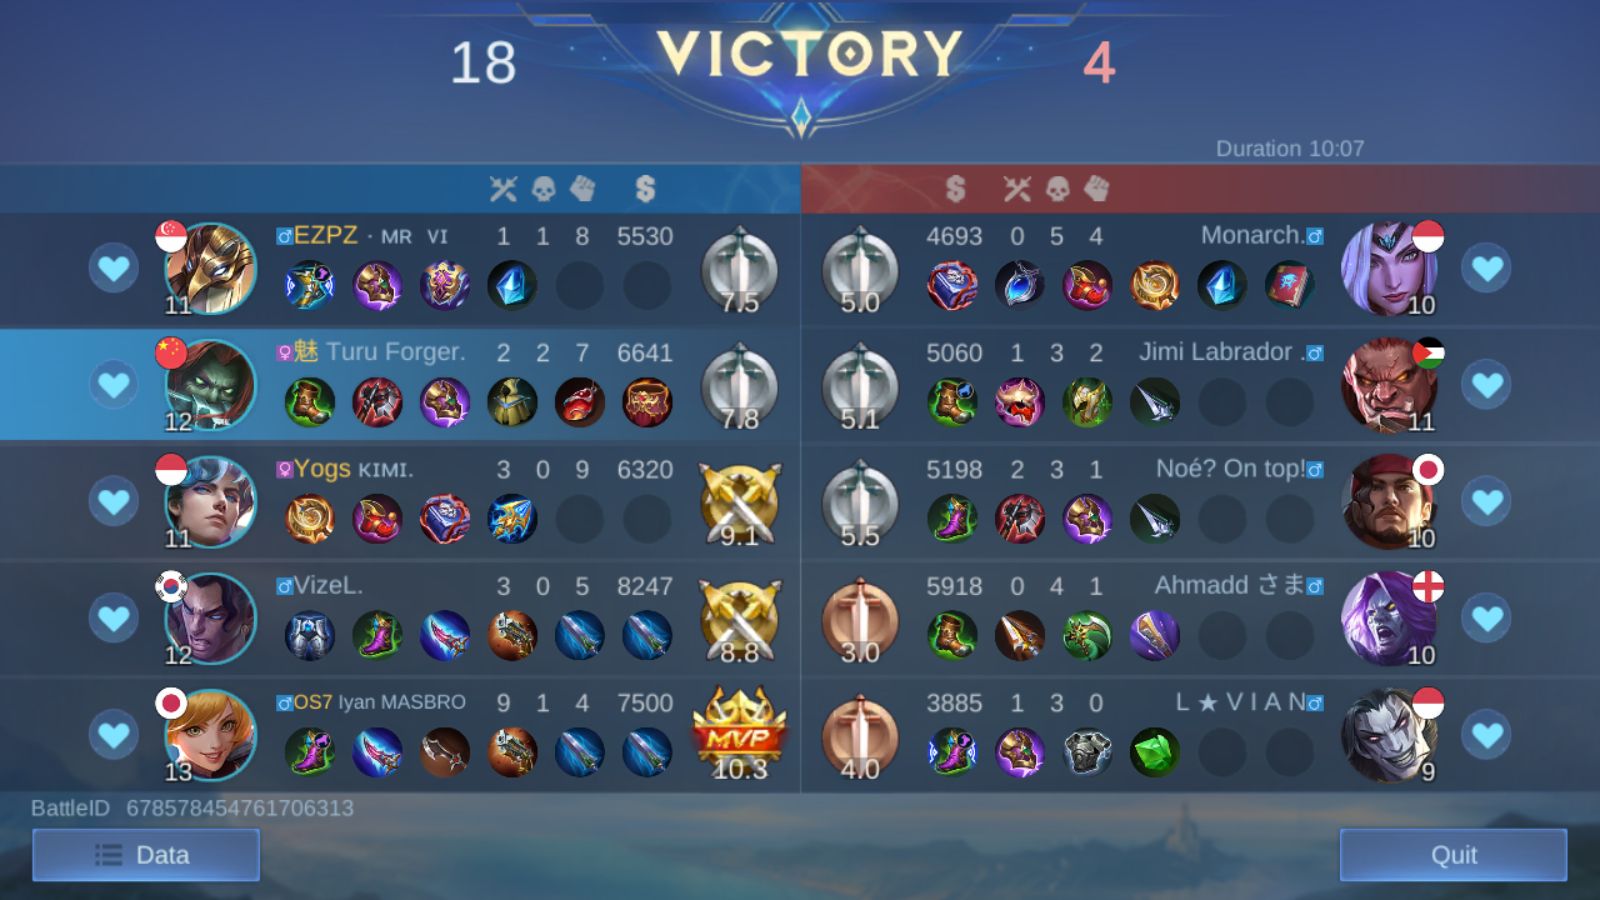 18 VICTORY 4
Duration 10:07
EZPZ · MR VI 1 1 8 5530
11 7.5
4693 0 5 4 Monarch.
5.0 10
魅 Turu Forger. 2 2 7 6641
12 7.8
5060 1 3 2 Jimi Labrador .
5.1 11
Yogs KIMI. 3 0 9 6320
11 9.1
5198 2 3 1 Noé? On top!
5.5 10
VizeL. 3 0 5 8247
12 8.8
5918 0 4 1 Ahmadd さま
3.0 10
OS7 Iyan MASBRO 9 1 4 7500
MVP
13 10.3
3885 1 3 0 L ★ V I A N
4.0 9
BattleID 678578454761706313
Data
Quit